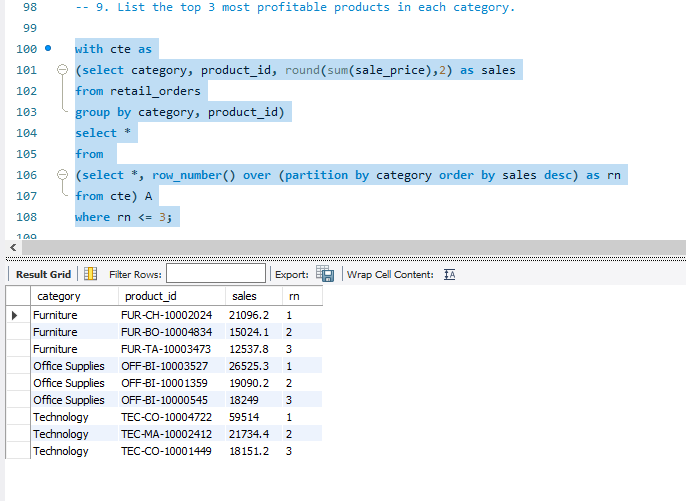 98 -- 9. List the top 3 most profitable products in each category.
99
100 with cte as
101 (select category, product_id, round(sum(sale_price),2) as sales
102 from retail_orders
103 group by category, product_id)
104 select *
105 from
106 (select *, row_number() over (partition by category order by sales desc) as rn
107 from cte) A
108 where rn <= 3;
109
Result Grid Filter Rows: Export: Wrap Cell Content: IA
category product_id sales rn
Furniture FUR-CH-10002024 21096.2 1
Furniture FUR-BO-10004834 15024.1 2
Furniture FUR-TA-10003473 12537.8 3
Office Supplies OFF-BI-10003527 26525.3 1
Office Supplies OFF-BI-10001359 19090.2 2
Office Supplies OFF-BI-10000545 18249 3
Technology TEC-CO-10004722 59514 1
Technology TEC-MA-10002412 21734.4 2
Technology TEC-CO-10001449 18151.2 3